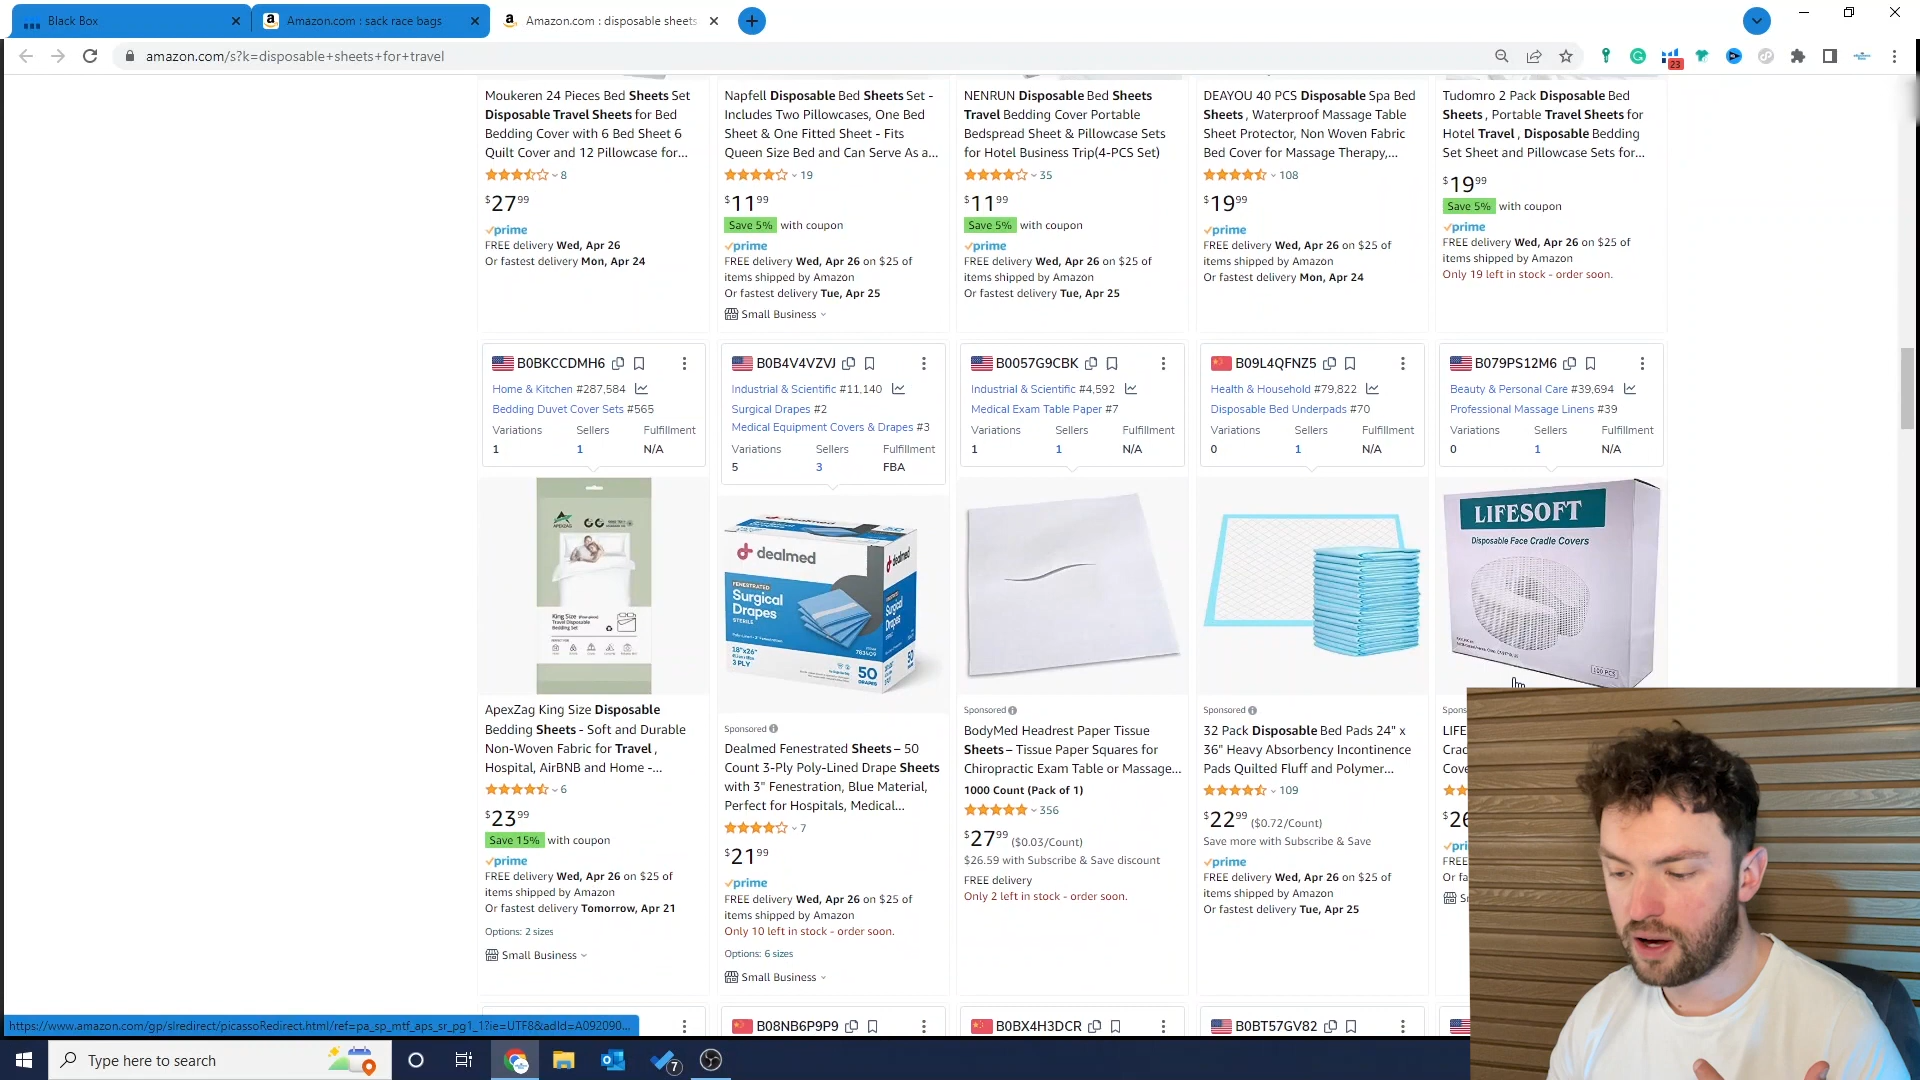 Black Box
Amazon.com : sack race bags
Amazon.com : disposable sheets
amazon.com/s?k=disposable+sheets+for+travel
23
Moukeren 24 Pieces Bed Sheets Set
Disposable Travel Sheets for Bed
Bedding Cover with 6 Bed Sheet 6
Quilt Cover and 12 Pillowcase for...
8
$27.99
prime
FREE delivery Wed, Apr 26
Or fastest delivery Mon, Apr 24
Napfell Disposable Bed Sheets Set -
Includes Two Pillowcases, One Bed
Sheet & One Fitted Sheet - Fits
Queen Size Bed and Can Serve As a...
19
$11.99
Save 5% with coupon
prime
FREE delivery Wed, Apr 26 on $25 of
items shipped by Amazon
Or fastest delivery Tue, Apr 25
Small Business
NENRUN Disposable Bed Sheets
Travel Bedding Cover Portable
Bedspread Sheet & Pillowcase Sets
for Hotel Business Trip(4-PCS Set)
35
$11.99
Save 5% with coupon
prime
FREE delivery Wed, Apr 26 on $25 of
items shipped by Amazon
Or fastest delivery Tue, Apr 25
DEAYOU 40 PCS Disposable Spa Bed
Sheets , Waterproof Massage Table
Sheet Protector, Non Woven Fabric
Bed Cover for Massage Therapy,...
108
$19.99
prime
FREE delivery Wed, Apr 26 on $25 of
items shipped by Amazon
Or fastest delivery Mon, Apr 24
Tudomro 2 Pack Disposable Bed
Sheets , Portable Travel Sheets for
Hotel Travel , Disposable Bedding
Set Sheet and Pillowcase Sets for...
$19.99
Save 5% with coupon
prime
FREE delivery Wed, Apr 26 on $25 of
items shipped by Amazon
Only 19 left in stock - order soon.
B0BKCCDMH6
Home & Kitchen #287,584
Bedding Duvet Cover Sets #565
Variations Sellers Fulfillment
1 1 N/A
B0B4V4VZVJ
Industrial & Scientific #11,140
Surgical Drapes #2
Medical Equipment Covers & Drapes #3
Variations Sellers Fulfillment
5 3 FBA
B0057G9CBK
Industrial & Scientific #4,592
Medical Exam Table Paper #7
Variations Sellers Fulfillment
1 1 N/A
B09L4QFNZ5
Health & Household #79,822
Disposable Bed Underpads #70
Variations Sellers Fulfillment
0 1 N/A
B079PS12M6
Beauty & Personal Care #39,694
Professional Massage Linens #39
Variations Sellers Fulfillment
0 1 N/A
APEXZAG
King Size
Travel Disposable
Bedding Set
50
dealmed
dealmed
FENESTRATED
Surgical
Drapes
STERILE
18"x26"
3 PLY
783409
50
DRAPES
LIFESOFT
Disposable Face Cradle Covers
100 PCS
ApexZag King Size Disposable
Bedding Sheets - Soft and Durable
Non-Woven Fabric for Travel ,
Hospital, AirBNB and Home -...
6
$23.99
Save 15% with coupon
prime
FREE delivery Wed, Apr 26 on $25 of
items shipped by Amazon
Or fastest delivery Tomorrow, Apr 21
Options: 2 sizes
Small Business
Sponsored
Dealmed Fenestrated Sheets – 50
Count 3-Ply Poly-Lined Drape Sheets
with 3" Fenestration, Blue Material,
Perfect for Hospitals, Medical...
7
$21.99
prime
FREE delivery Wed, Apr 26 on $25 of
items shipped by Amazon
Only 10 left in stock - order soon.
Options: 6 sizes
Small Business
Sponsored
BodyMed Headrest Paper Tissue
Sheets – Tissue Paper Squares for
Chiropractic Exam Table or Massage...
1000 Count (Pack of 1)
356
$27.99 ($0.03/Count)
$26.59 with Subscribe & Save discount
FREE delivery
Only 2 left in stock - order soon.
Sponsored
32 Pack Disposable Bed Pads 24" x
36" Heavy Absorbency Incontinence
Pads Quilted Fluff and Polymer...
109
$22.99 ($0.72/Count)
Save more with Subscribe & Save
prime
FREE delivery Wed, Apr 26 on $25 of
items shipped by Amazon
Or fastest delivery Tue, Apr 25
Spons
LIFE
Crac
Cove
$26
pri
FREE
Or fa
S
B08NB6P9P9
B0BX4H3DCR
B0BT57GV82
https://www.amazon.com/gp/slredirect/picassoRedirect.html/ref=pa_sp_mtf_aps_sr_pg1_1?ie=UTF8&adId=A092090...
Type here to search
7